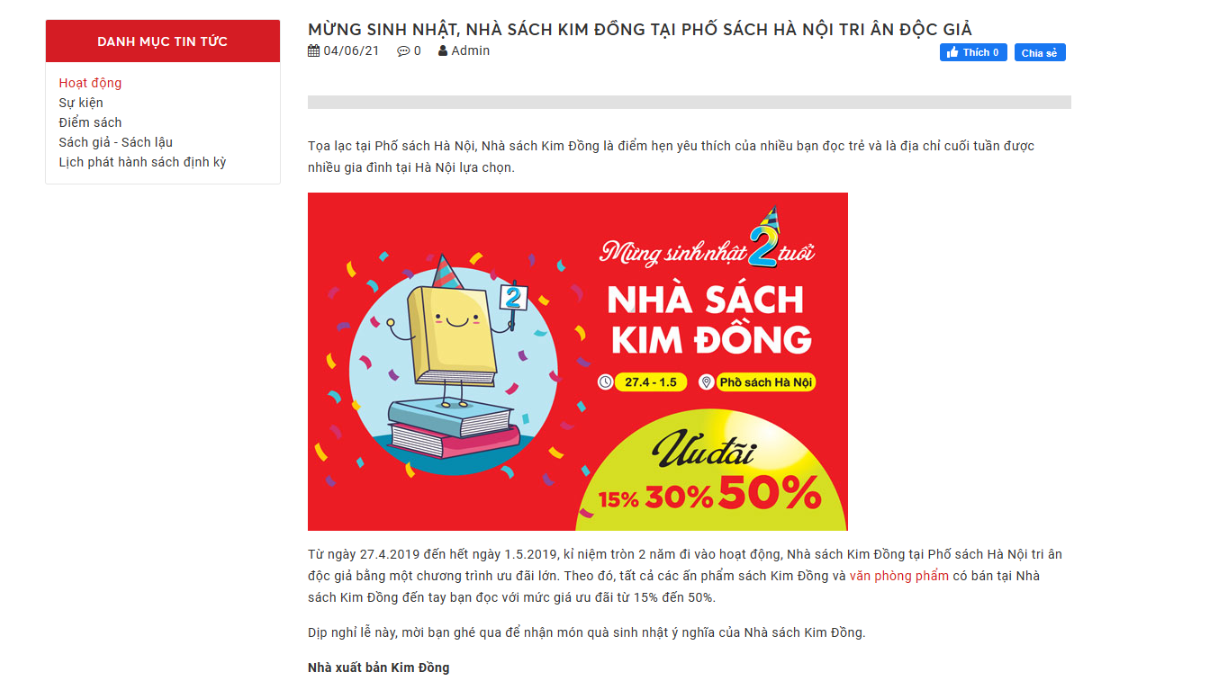 DANH MỤC TIN TỨC
Hoạt động
Sự kiện
Điểm sách
Sách giả - Sách lậu
Lịch phát hành sách định kỳ
MỪNG SINH NHẬT, NHÀ SÁCH KIM ĐỒNG TẠI PHỐ SÁCH HÀ NỘI TRI ÂN ĐỘC GIẢ
04/06/21 0 Admin
Thích 0 Chia sẻ
Tọa lạc tại Phố sách Hà Nội, Nhà sách Kim Đồng là điểm hẹn yêu thích của nhiều bạn đọc trẻ và là địa chỉ cuối tuần được
nhiều gia đình tại Hà Nội lựa chọn.
Mừng sinh nhật 2 tuổi
2
NHÀ SÁCH
KIM ĐỒNG
27.4 - 1.5 Phố sách Hà Nội
Ưu đãi
15% 30% 50%
Từ ngày 27.4.2019 đến hết ngày 1.5.2019, kỉ niệm tròn 2 năm đi vào hoạt động, Nhà sách Kim Đồng tại Phố sách Hà Nội tri ân
độc giả bằng một chương trình ưu đãi lớn. Theo đó, tất cả các ấn phẩm sách Kim Đồng và văn phòng phẩm có bán tại Nhà
sách Kim Đồng đến tay bạn đọc với mức giá ưu đãi từ 15% đến 50%.
Dịp nghỉ lễ này, mời bạn ghé qua để nhận món quà sinh nhật ý nghĩa của Nhà sách Kim Đồng.
Nhà xuất bản Kim Đồng